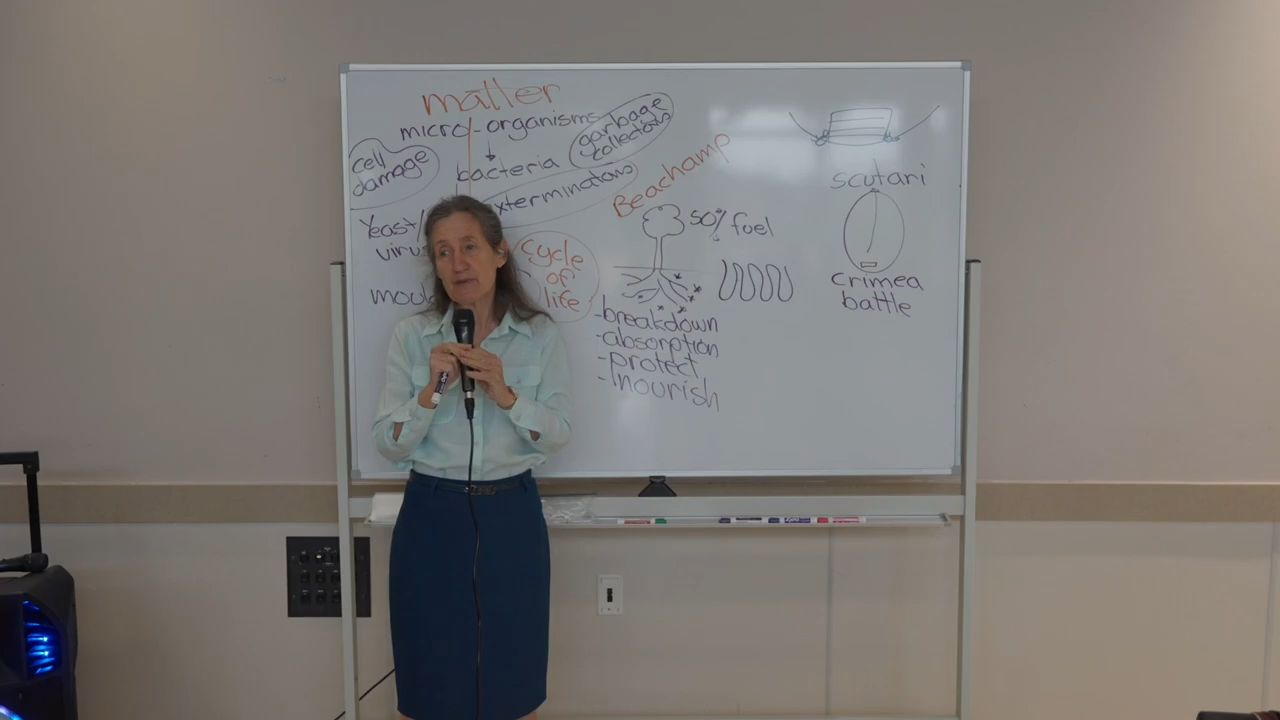 matter
micro-organisms
garbage
collectors
cell
damage
bacteria
exterminators
Beachamp
Yeast/
virus
cycle
of
life
50% fuel
-breakdown
-absorption
-protect
-nourish
scutari
crimea
battle